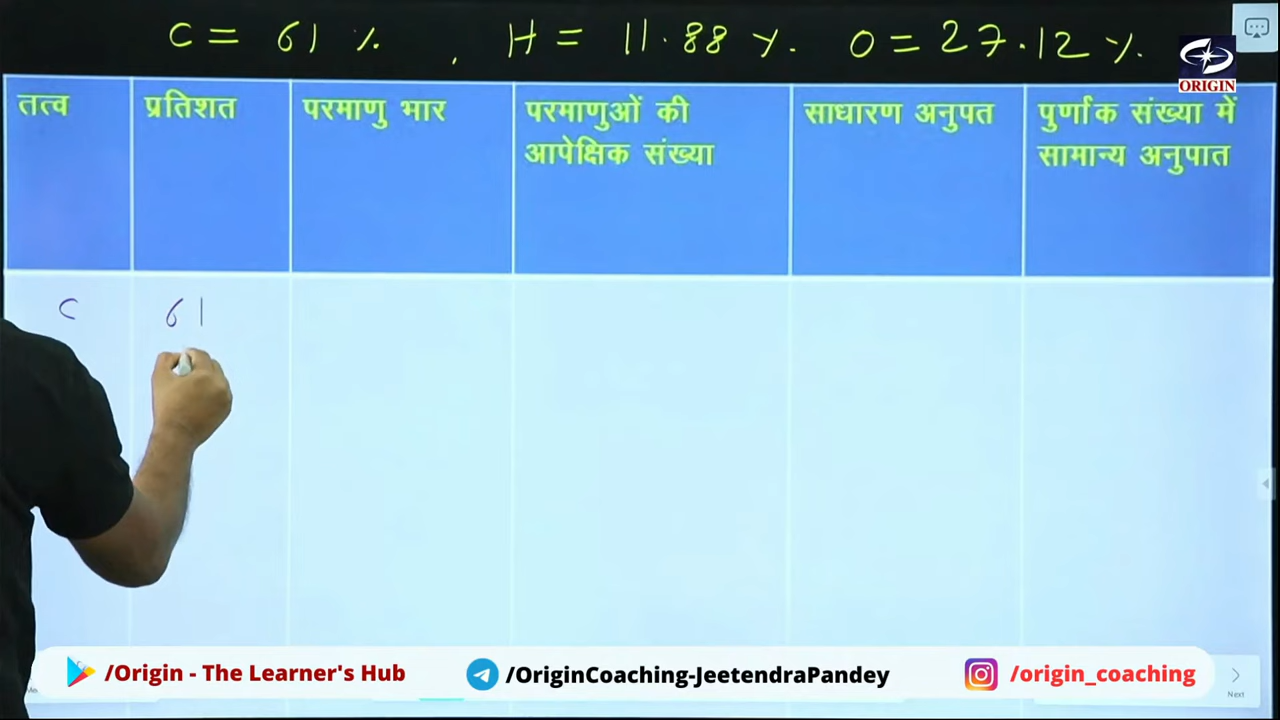 C = 61 %, H = 11.88 %. O = 27.12 %.
ORIGIN
तत्व प्रतिशत परमाणु भार परमाणुओं की साधारण अनुपत पुर्णाक संख्या में
आपेक्षिक संख्या सामान्य अनुपात
C 61
/Origin - The Learner's Hub /OriginCoaching-JeetendraPandey /origin_coaching
Next